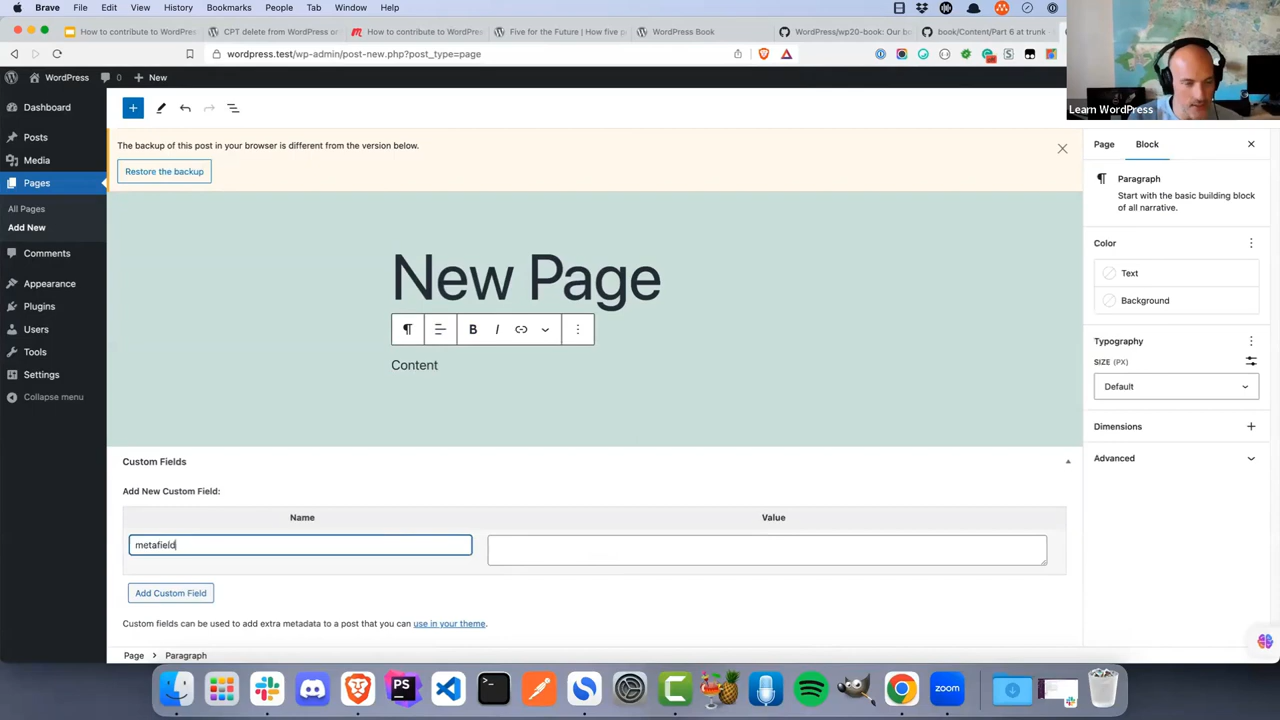 Brave File Edit View History Bookmarks People Tab Window Help
How to contribute to WordPres
CPT delete from WordPress or
How to contribute to WordPres
Five for the Future | How five p
WordPress Book
WordPress/wp20-book: Our bo
book/Content/Part 6 at trunk
wordpress.test/wp-admin/post-new.php?post_type=page
WordPress 0 + New
Learn WordPress
Dashboard
Posts
Media
Pages
All Pages
Add New
Comments
Appearance
Plugins
Users
Tools
Settings
Collapse menu
The backup of this post in your browser is different from the version below.
Restore the backup
New Page
B I
Content
Custom Fields
Add New Custom Field:
Name Value
metafield
Add Custom Field
Custom fields can be used to add extra metadata to a post that you can use in your theme.
Page > Paragraph
Page Block
Paragraph
Start with the basic building block
of all narrative.
Color
Text
Background
Typography
SIZE (PX)
Default
Dimensions
Advanced
PS
zoom